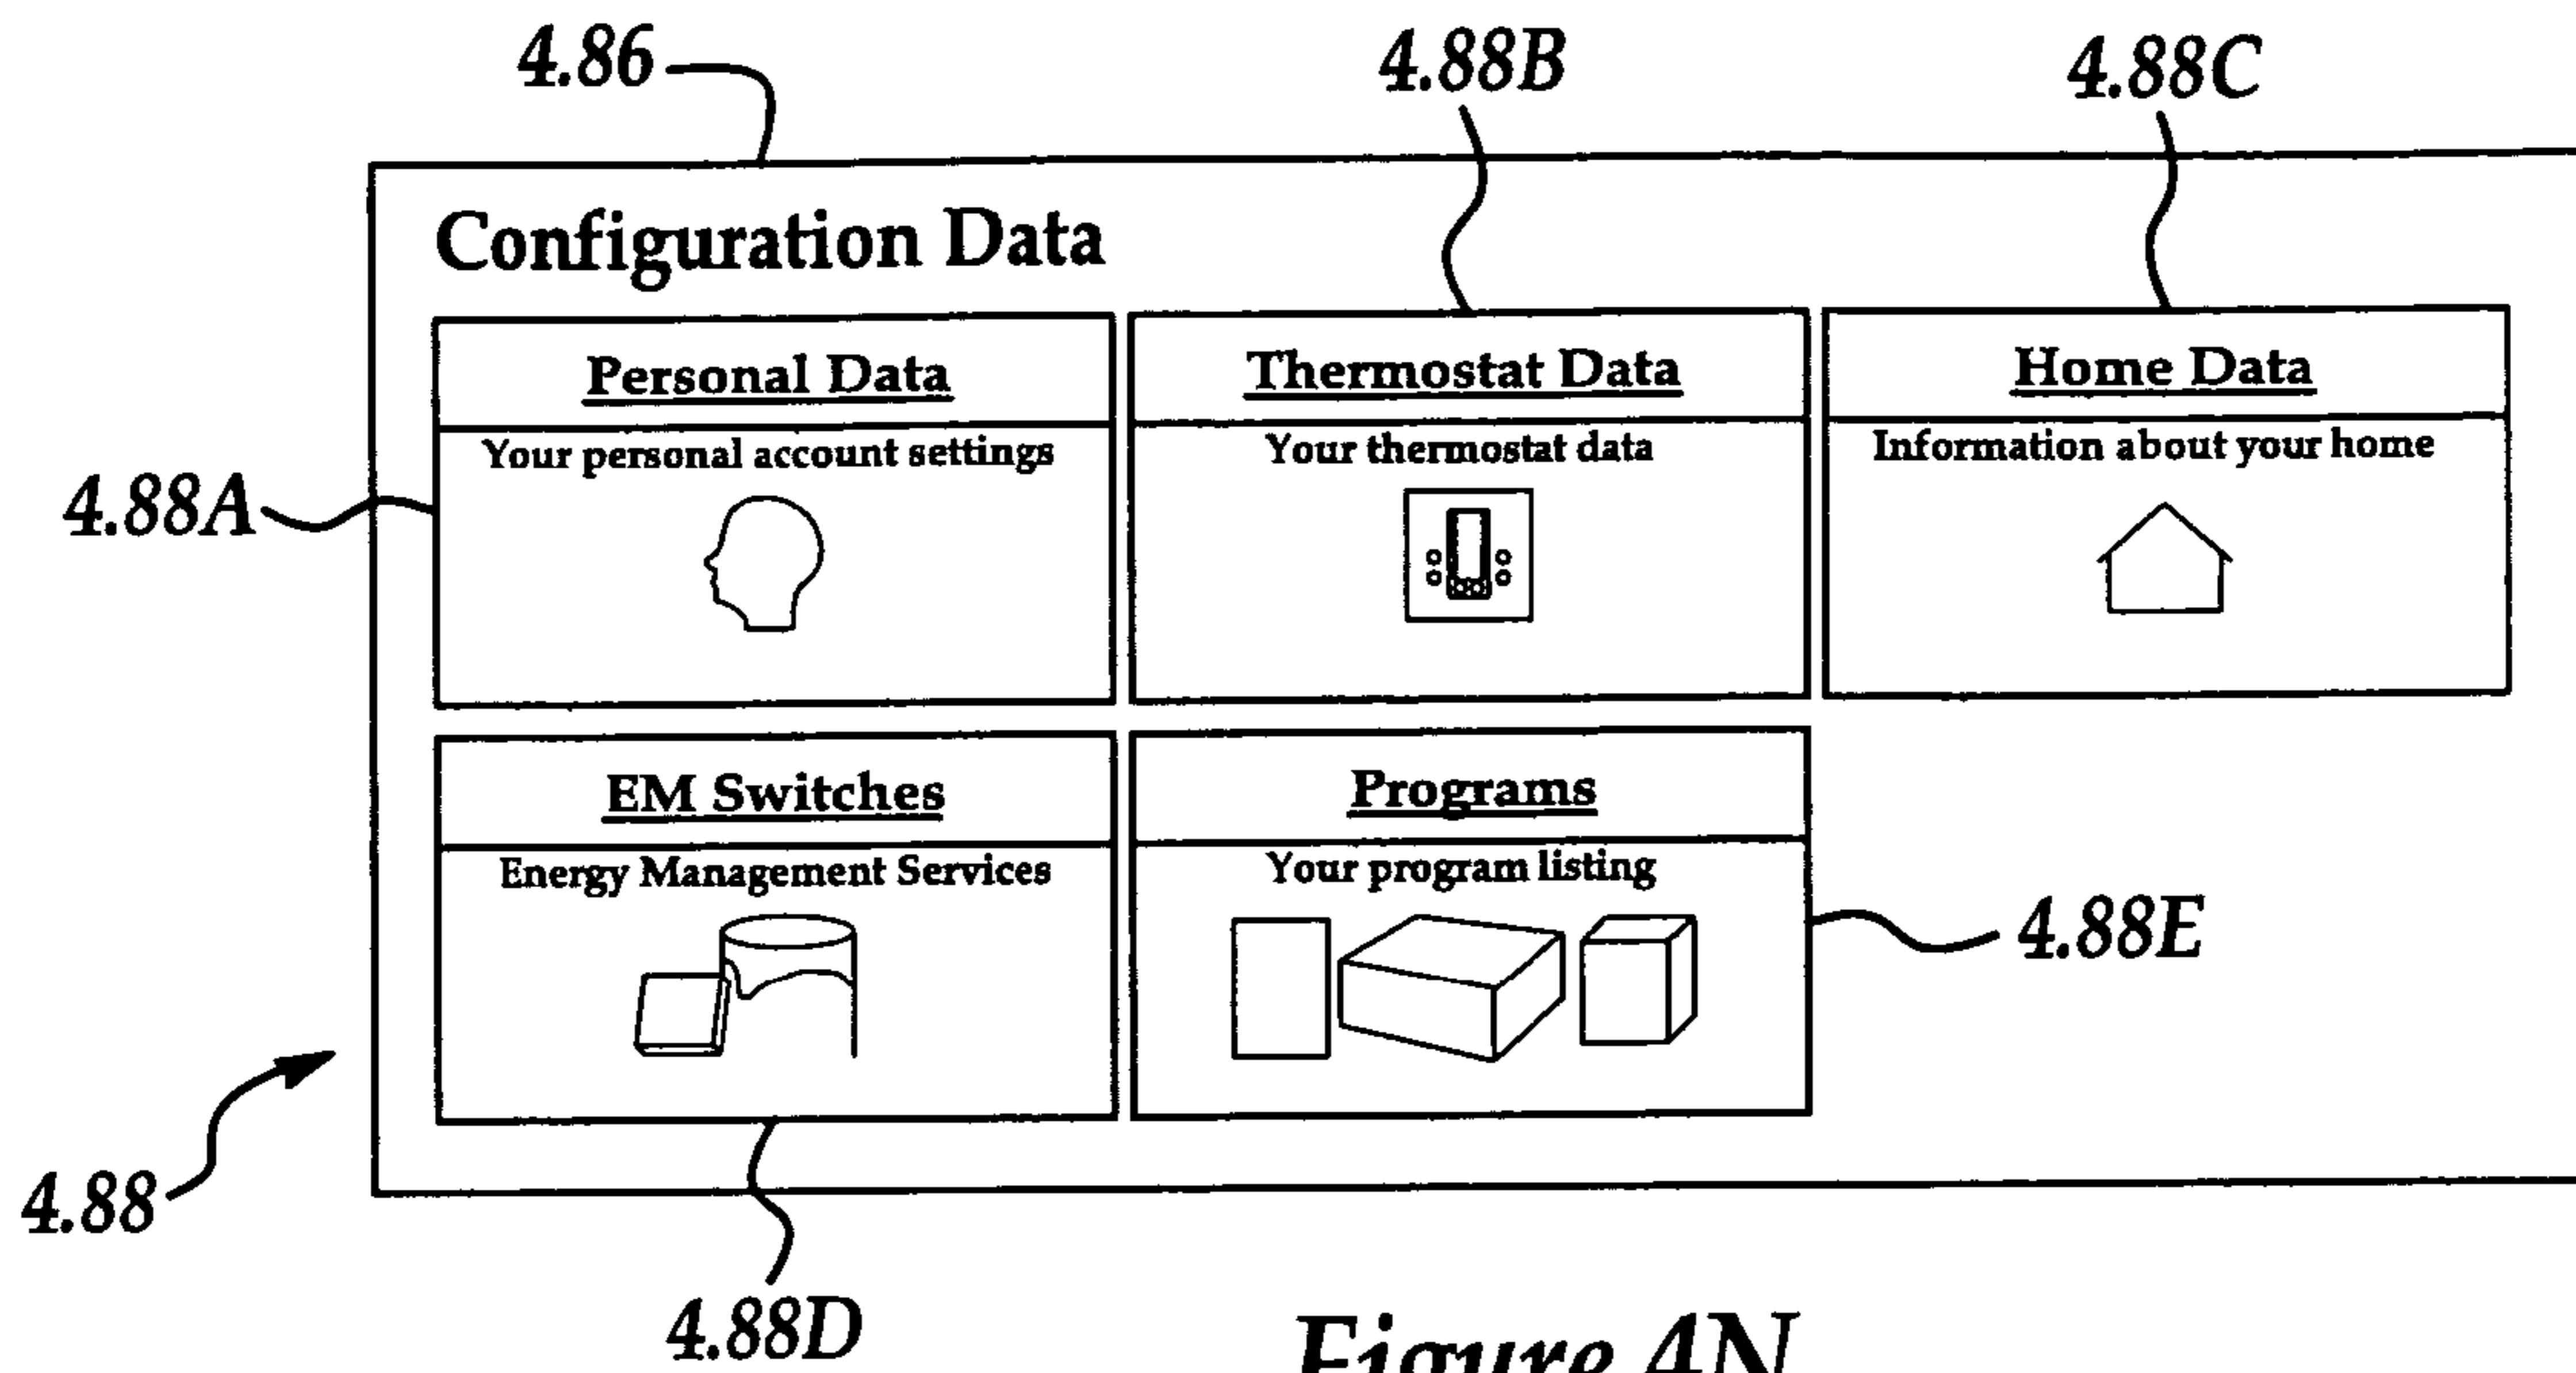 4.86
4.88B
4.88C
Configuration Data
Personal Data
Thermostat Data
Home Data
Your personal account settings
Your thermostat data
Information about your home
4.88A
EM Switches
Programs
Energy Management Services
Your program listing
4.88E
4.88
4.88D
Figure 4N